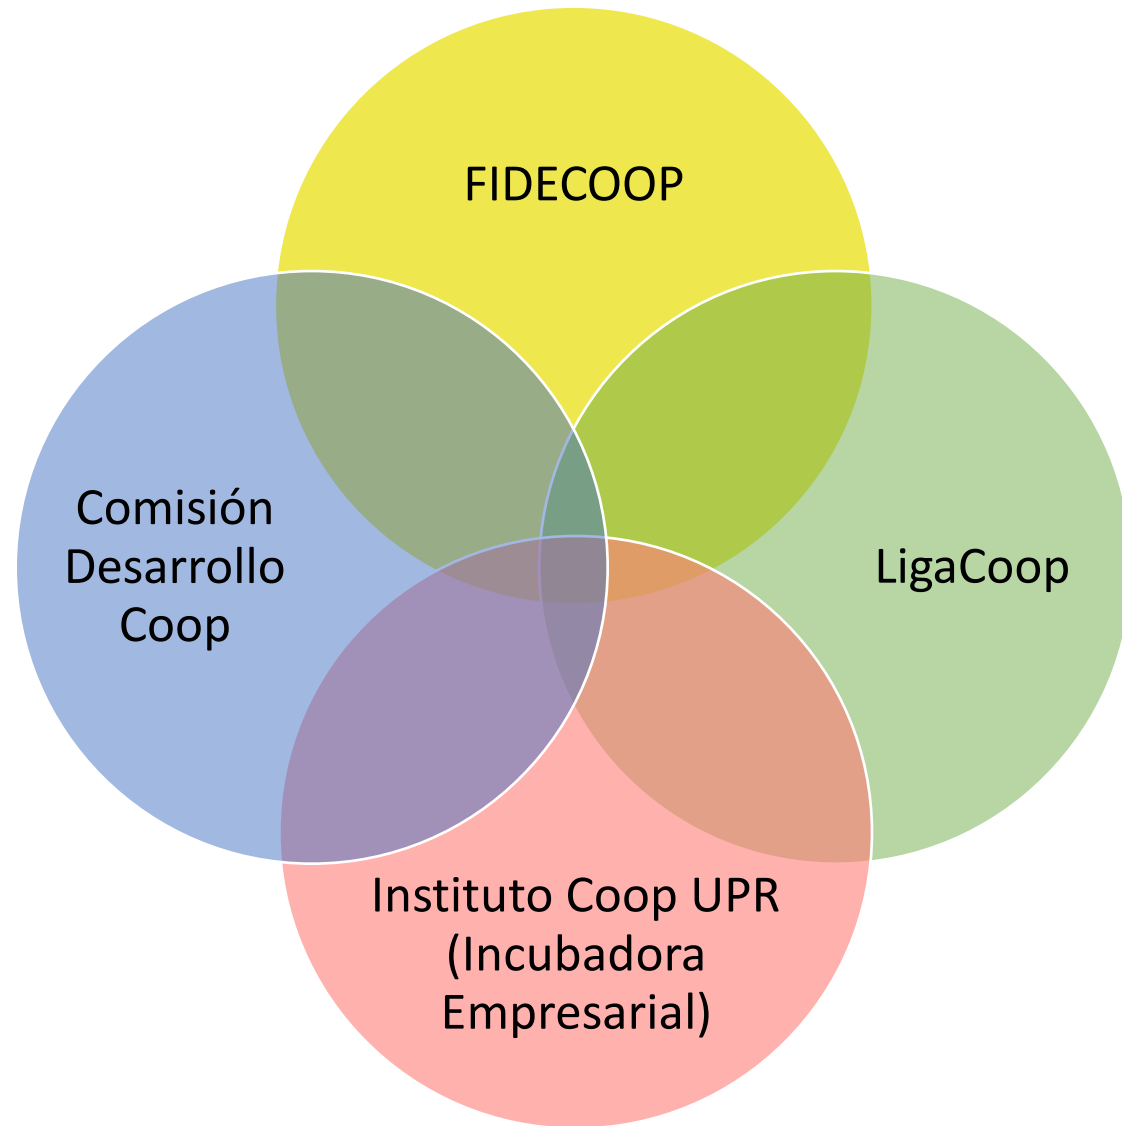 FIDECOOP
Comisión
Desarrollo
Coop
LigaCoop
Instituto Coop UPR
(Incubadora
Empresarial)